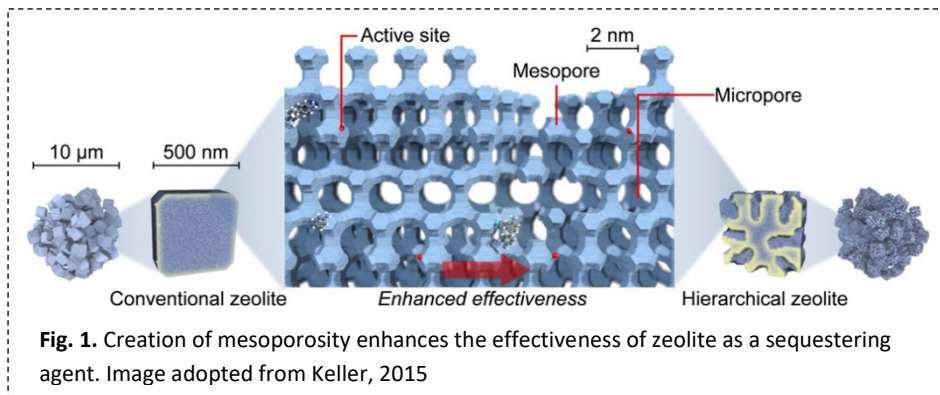 Active site
2 nm
Mesopore
Micropore
10 µm
500 nm
Conventional zeolite
Enhanced effectiveness
Hierarchical zeolite
Fig. 1. Creation of mesoporosity enhances the effectiveness of zeolite as a sequestering
agent. Image adopted from Keller, 2015